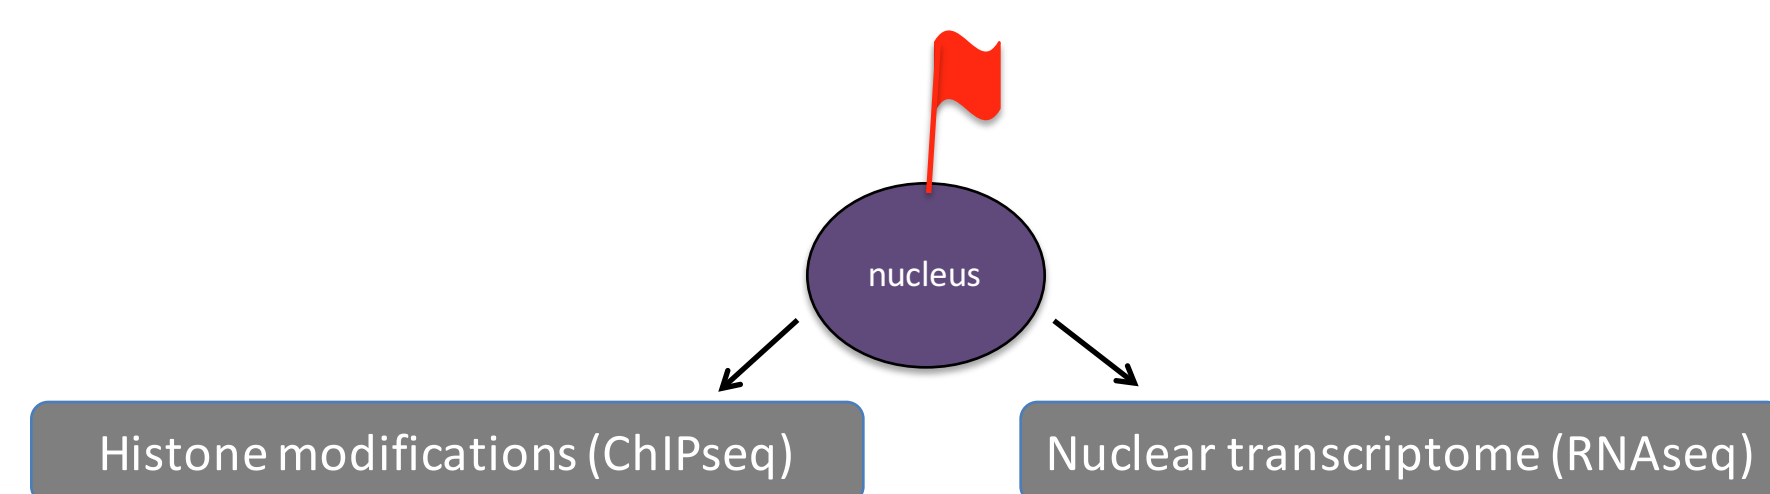 nucleus
Histone modifications (ChIPseq)
Nuclear transcriptome (RNAseq)